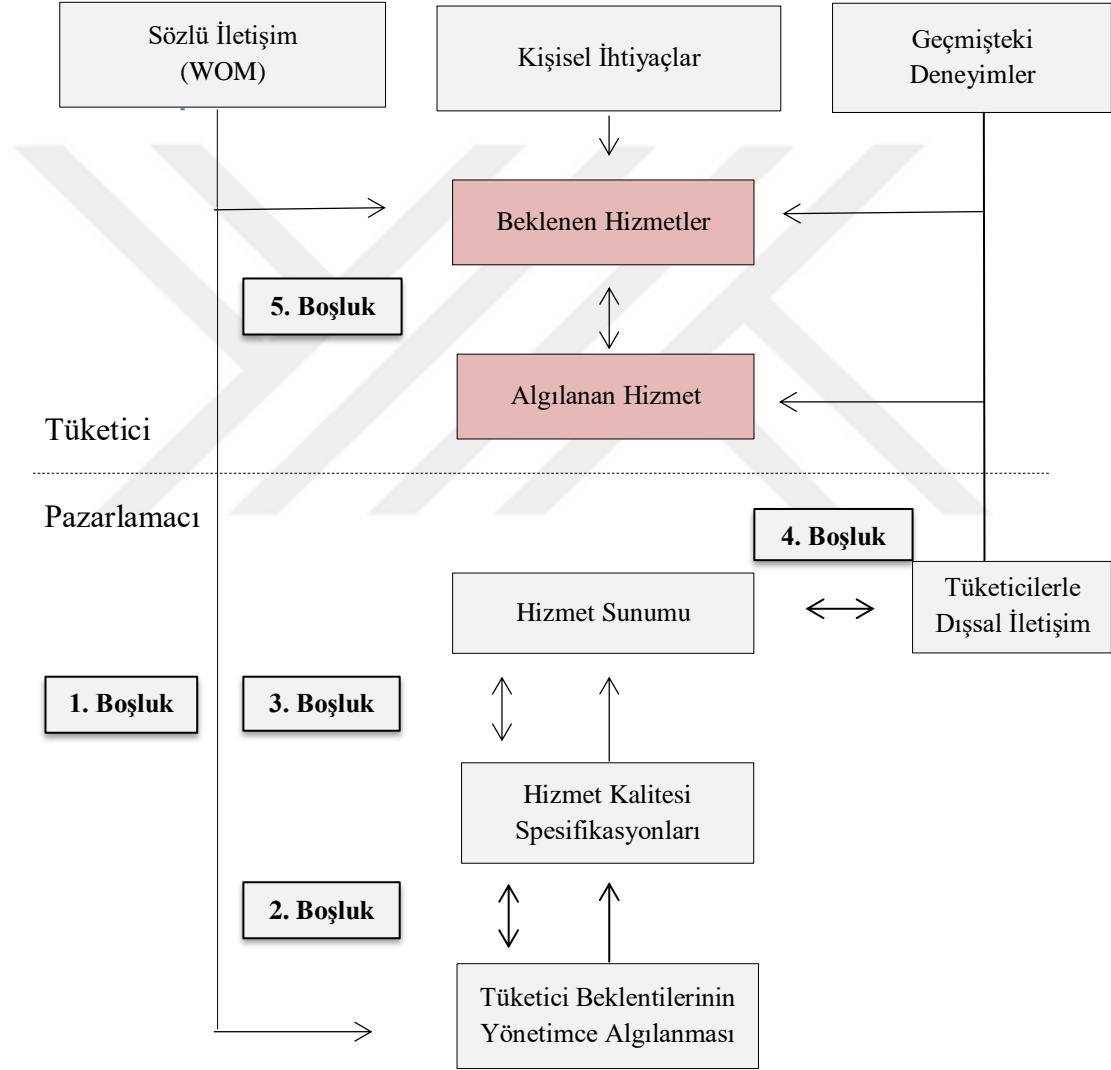 Sözlü İletişim
(WOM)
Kişisel İhtiyaçlar
Geçmişteki
Deneyimler
Beklenen Hizmetler
5. Boşluk
Algılanan Hizmet
Tüketici
Pazarlamacı
4. Boşluk
Hizmet Sunumu
Tüketicilerle
Dışsal İletişim
1. Boşluk
3. Boşluk
Hizmet Kalitesi
Spesifikasyonları
2. Boşluk
Tüketici Beklentilerinin
Yönetimce Algılanması